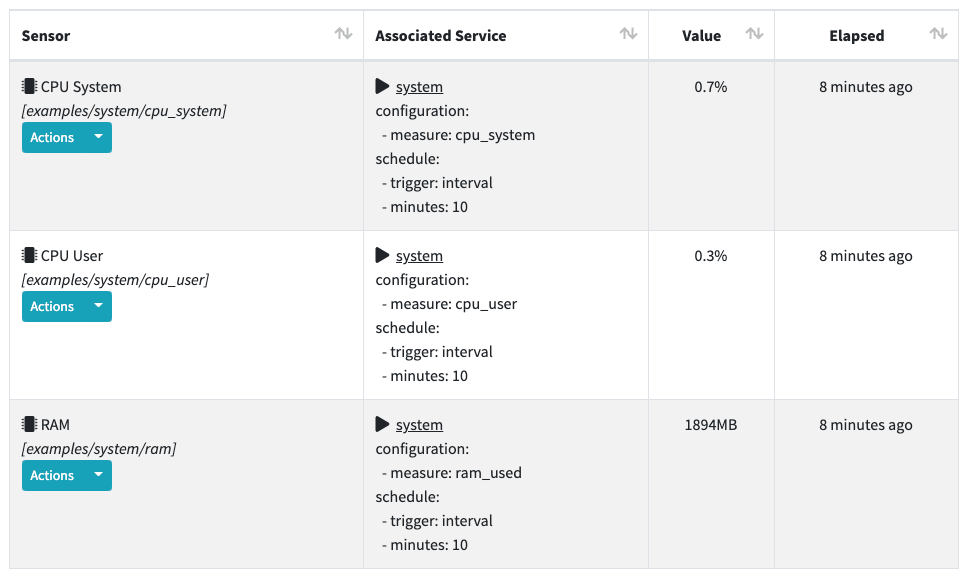 Sensor Associated Service Value Elapsed
CPU System
[examples/system/cpu_system]
Actions
system
configuration:
- measure: cpu_system
schedule:
- trigger: interval
- minutes: 10
0.7%
8 minutes ago
CPU User
[examples/system/cpu_user]
Actions
system
configuration:
- measure: cpu_user
schedule:
- trigger: interval
- minutes: 10
0.3%
8 minutes ago
RAM
[examples/system/ram]
Actions
system
configuration:
- measure: ram_used
schedule:
- trigger: interval
- minutes: 10
1894MB
8 minutes ago